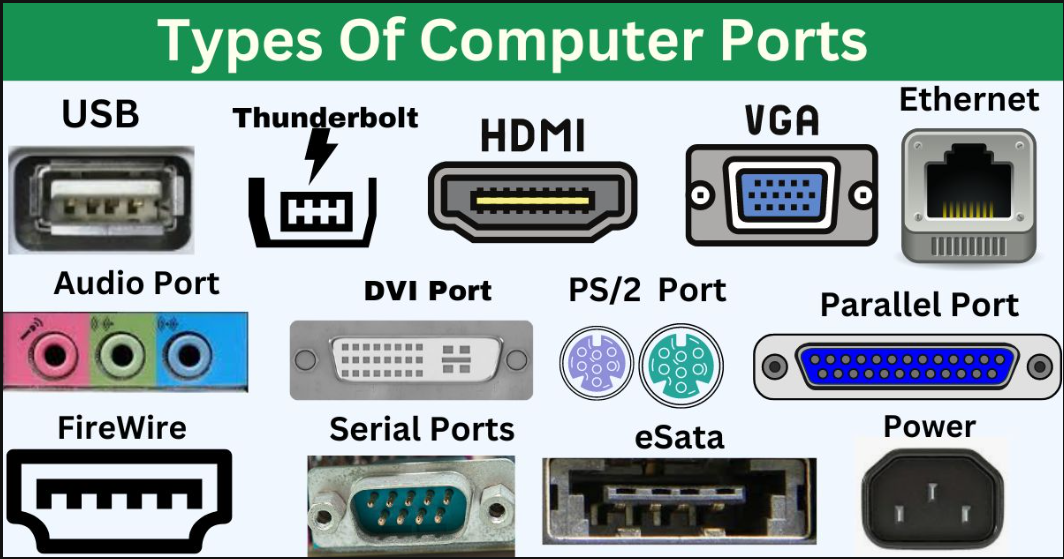 Types Of Computer Ports
USB
Thunderbolt
HDMI
VGA
Ethernet
Audio Port
DVI Port
PS/2 Port
Parallel Port
FireWire
Serial Ports
eSata
Power